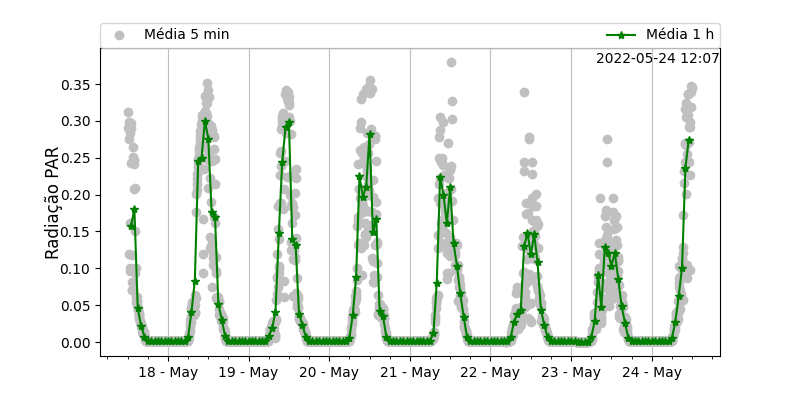 Média 5 min
Média 1 h
2022-05-24 12:07
Radiação PAR
0.35
0.30
0.25
0.20
0.15
0.10
0.05
0.00
18 - May
19 - May
20 - May
21 - May
22 - May
23 - May
24 - May